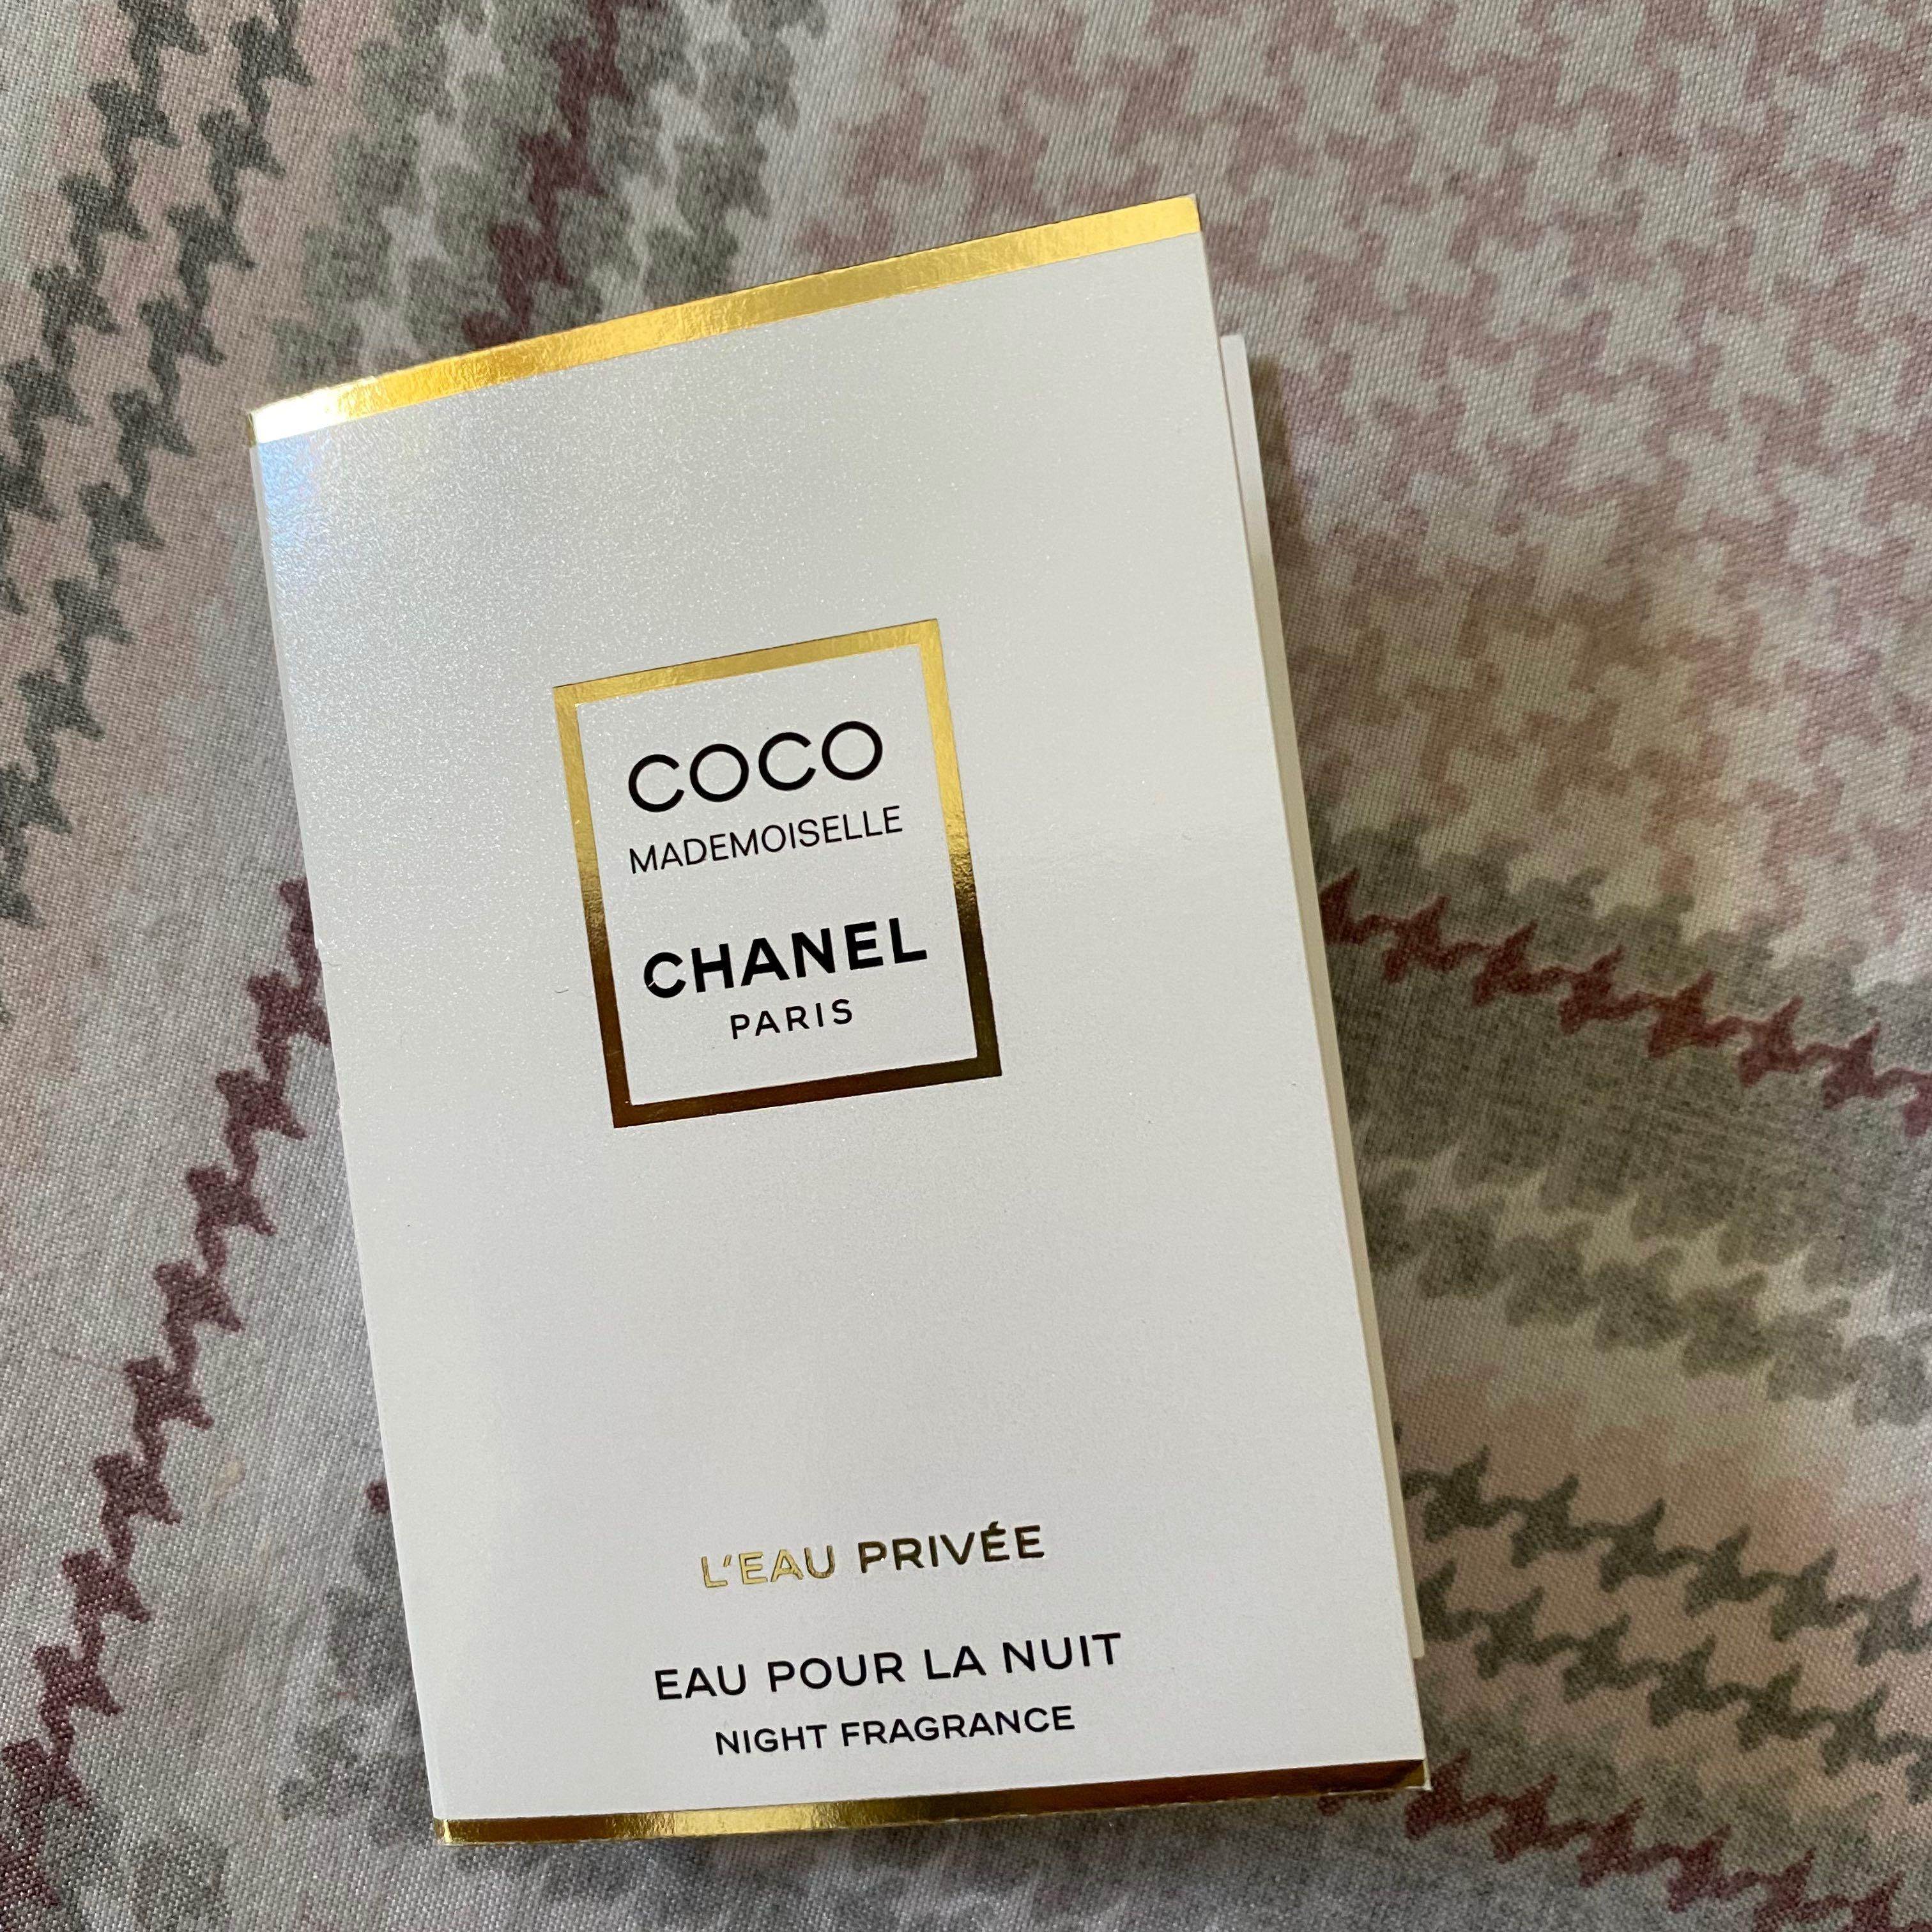 COCO
MADEMOISELLE
CHANEL
PARIS
L'EAU PRIVÉE
EAU POUR LA NUIT
NIGHT FRAGRANCE